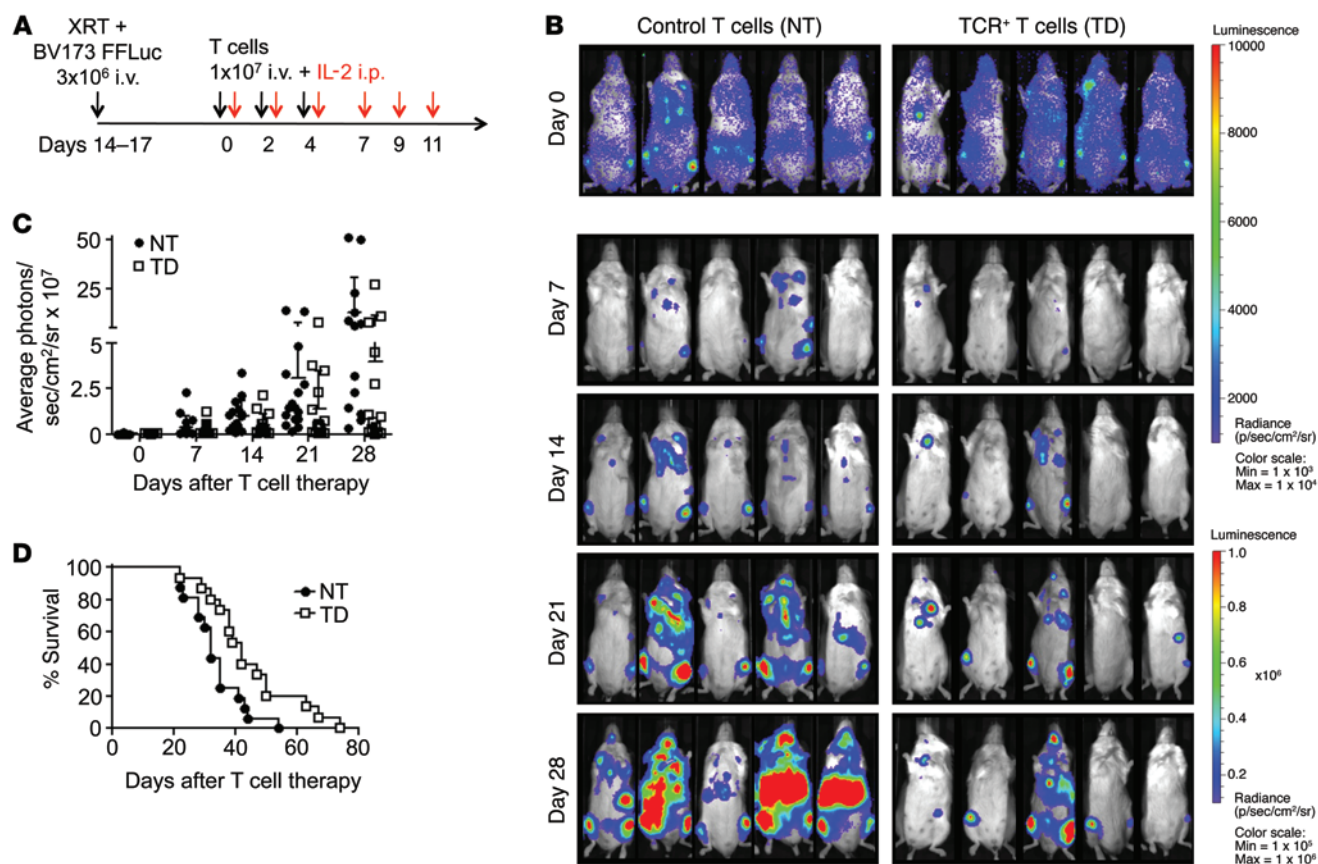 A
XRT +
BV173 FFLuc
3x10⁶ i.v.
T cells
1x10⁷ i.v. + IL-2 i.p.
Days 14–17 0 2 4 7 9 11
B
Control T cells (NT)
TCR⁺ T cells (TD)
Day 0
Day 7
Day 14
Day 21
Day 28
Luminescence
10000
8000
6000
4000
2000
Radiance
(p/sec/cm²/sr)
Color scale:
Min = 1 x 10³
Max = 1 x 10⁴
Luminescence
1.0
0.8
0.6
x10⁶
0.4
0.2
Radiance
(p/sec/cm²/sr)
Color scale:
Min = 1 x 10⁵
Max = 1 x 10⁶
C
Average photons/
sec/cm²/sr x 10⁷
50
25
5
2.5
0
NT
TD
0 7 14 21 28
Days after T cell therapy
D
% Survival
100
80
60
40
20
0
NT
TD
0 20 40 60 80
Days after T cell therapy